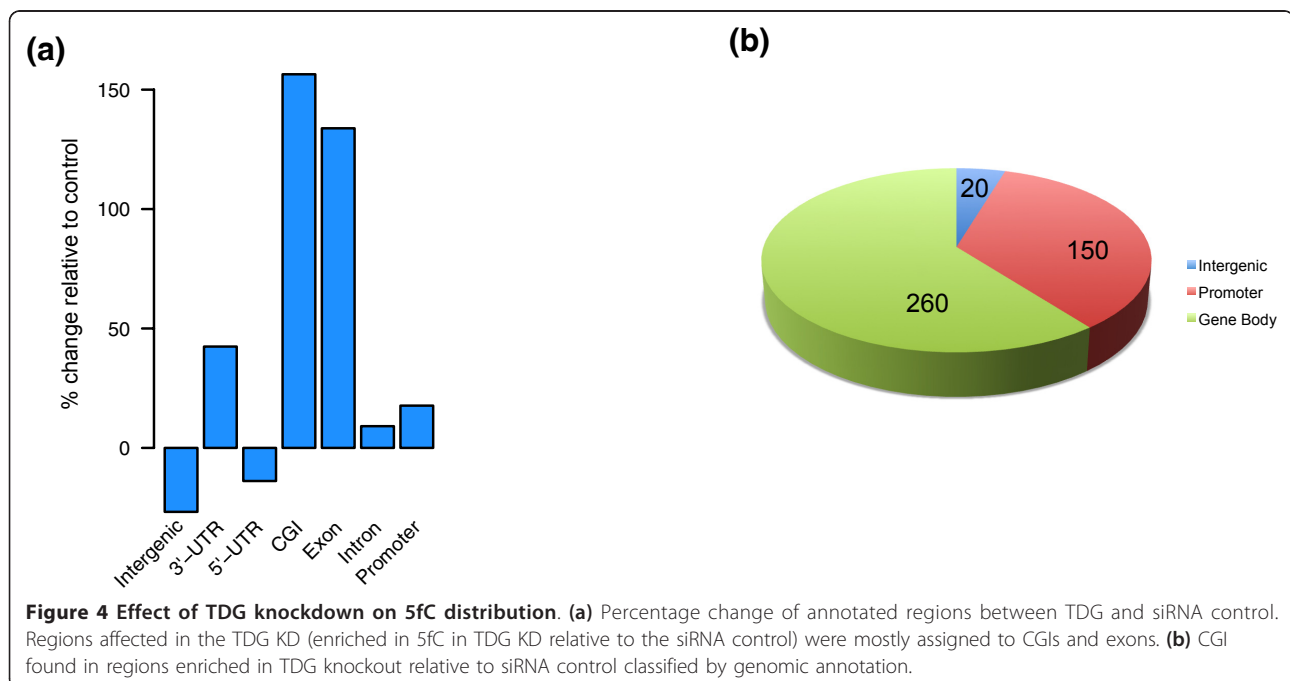 (a)
% change relative to control
150
100
50
0
Intergenic
3'−UTR
5'−UTR
CGI
Exon
Intron
Promoter
(b)
20
150
260
Intergenic
Promoter
Gene Body
Figure 4 Effect of TDG knockdown on 5fC distribution. (a) Percentage change of annotated regions between TDG and siRNA control.
Regions affected in the TDG KD (enriched in 5fC in TDG KD relative to the siRNA control) were mostly assigned to CGIs and exons. (b) CGI
found in regions enriched in TDG knockout relative to siRNA control classified by genomic annotation.